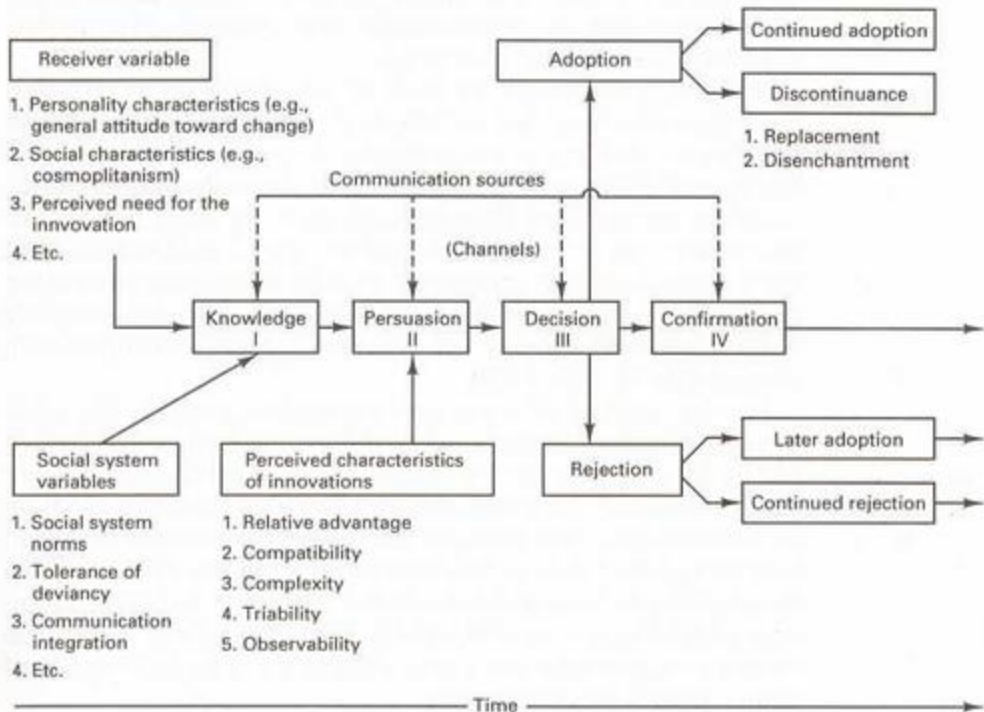 Receiver variable
1. Personality characteristics (e.g.,
general attitude toward change)
2. Social characteristics (e.g.,
cosmoplitanism)
3. Perceived need for the
innvovation
4. Etc.
Adoption
Continued adoption
Discontinuance
1. Replacement
2. Disenchantment
Communication sources
(Channels)
Knowledge
I
Persuasion
II
Decision
III
Confirmation
IV
Social system
variables
1. Social system
norms
2. Tolerance of
deviancy
3. Communication
integration
4. Etc.
Perceived characteristics
of innovations
1. Relative advantage
2. Compatibility
3. Complexity
4. Triability
5. Observability
Rejection
Later adoption
Continued rejection
Time